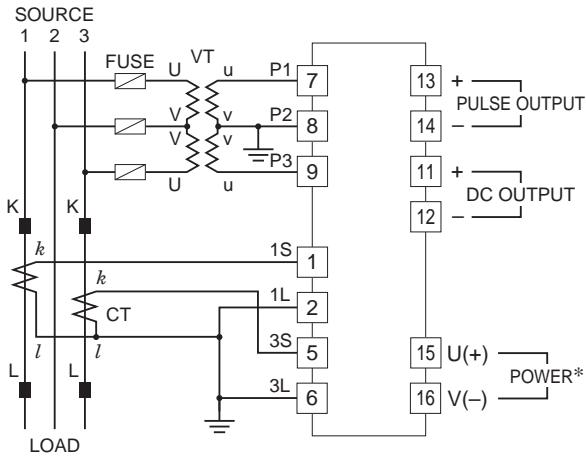 SOURCE
1 2 3
FUSE VT
U u P1 7 13 +
PULSE OUTPUT
V v P2 8 14 –
V v
U u P3 9 11 +
DC OUTPUT
12 –
K K
k 1S 1
k 1L 2
CT
l l 3S 5 15 U(+)
POWER*
L L 3L 6 16 V(–)
LOAD